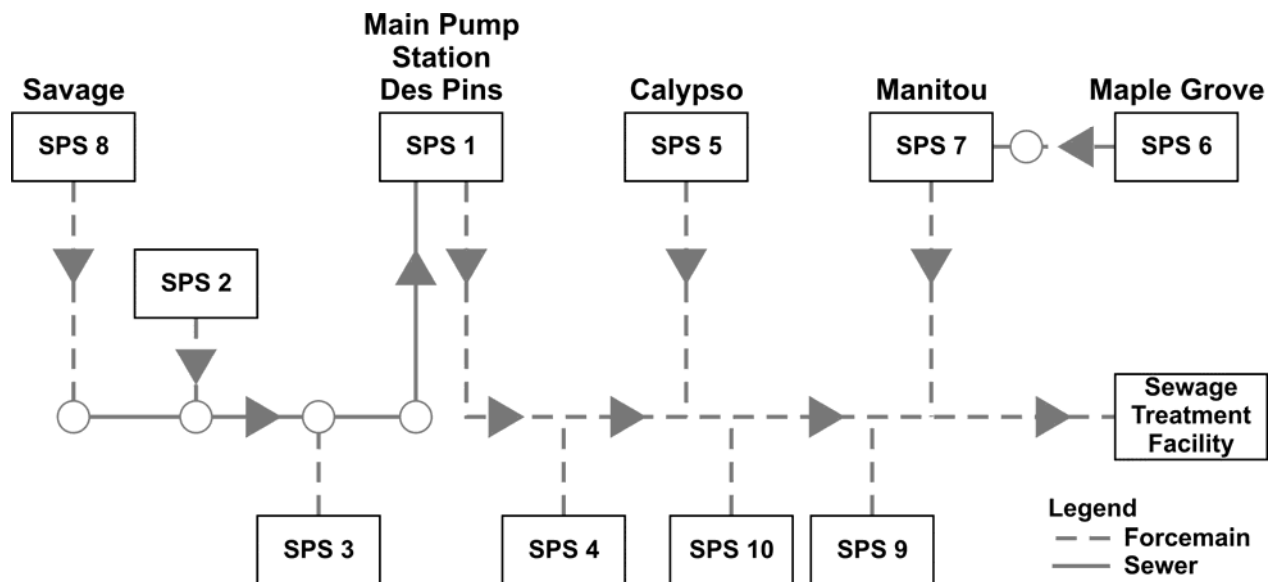 Main Pump
Station
Des Pins
Savage
Calypso
Manitou
Maple Grove
SPS 8
SPS 1
SPS 5
SPS 7
SPS 6
SPS 2
Sewage
Treatment
Facility
SPS 3
SPS 4
SPS 10
SPS 9
Legend
Forcemain
Sewer